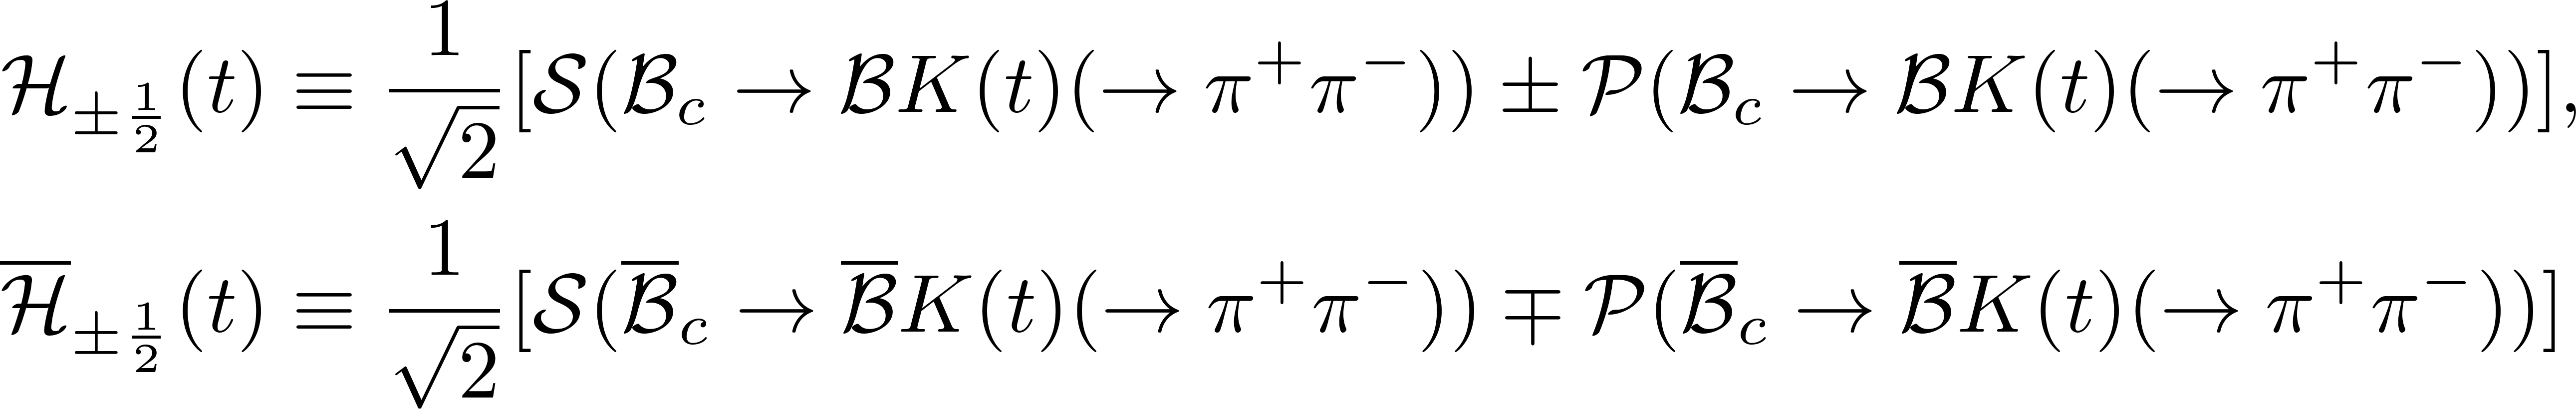 \mathcal{H}_{\pm\frac{1}{2}}(t) \equiv \frac{1}{\sqrt{2}}[\mathcal{S}(\mathcal{B}_c \to \mathcal{B}K(t)(\to \pi^+\pi^-)) \pm \mathcal{P}(\mathcal{B}_c \to \mathcal{B}K(t)(\to \pi^+\pi^-))],
\overline{\mathcal{H}}_{\pm\frac{1}{2}}(t) \equiv \frac{1}{\sqrt{2}}[\mathcal{S}(\overline{\mathcal{B}}_c \to \overline{\mathcal{B}}K(t)(\to \pi^+\pi^-)) \mp \mathcal{P}(\overline{\mathcal{B}}_c \to \overline{\mathcal{B}}K(t)(\to \pi^+\pi^-))]